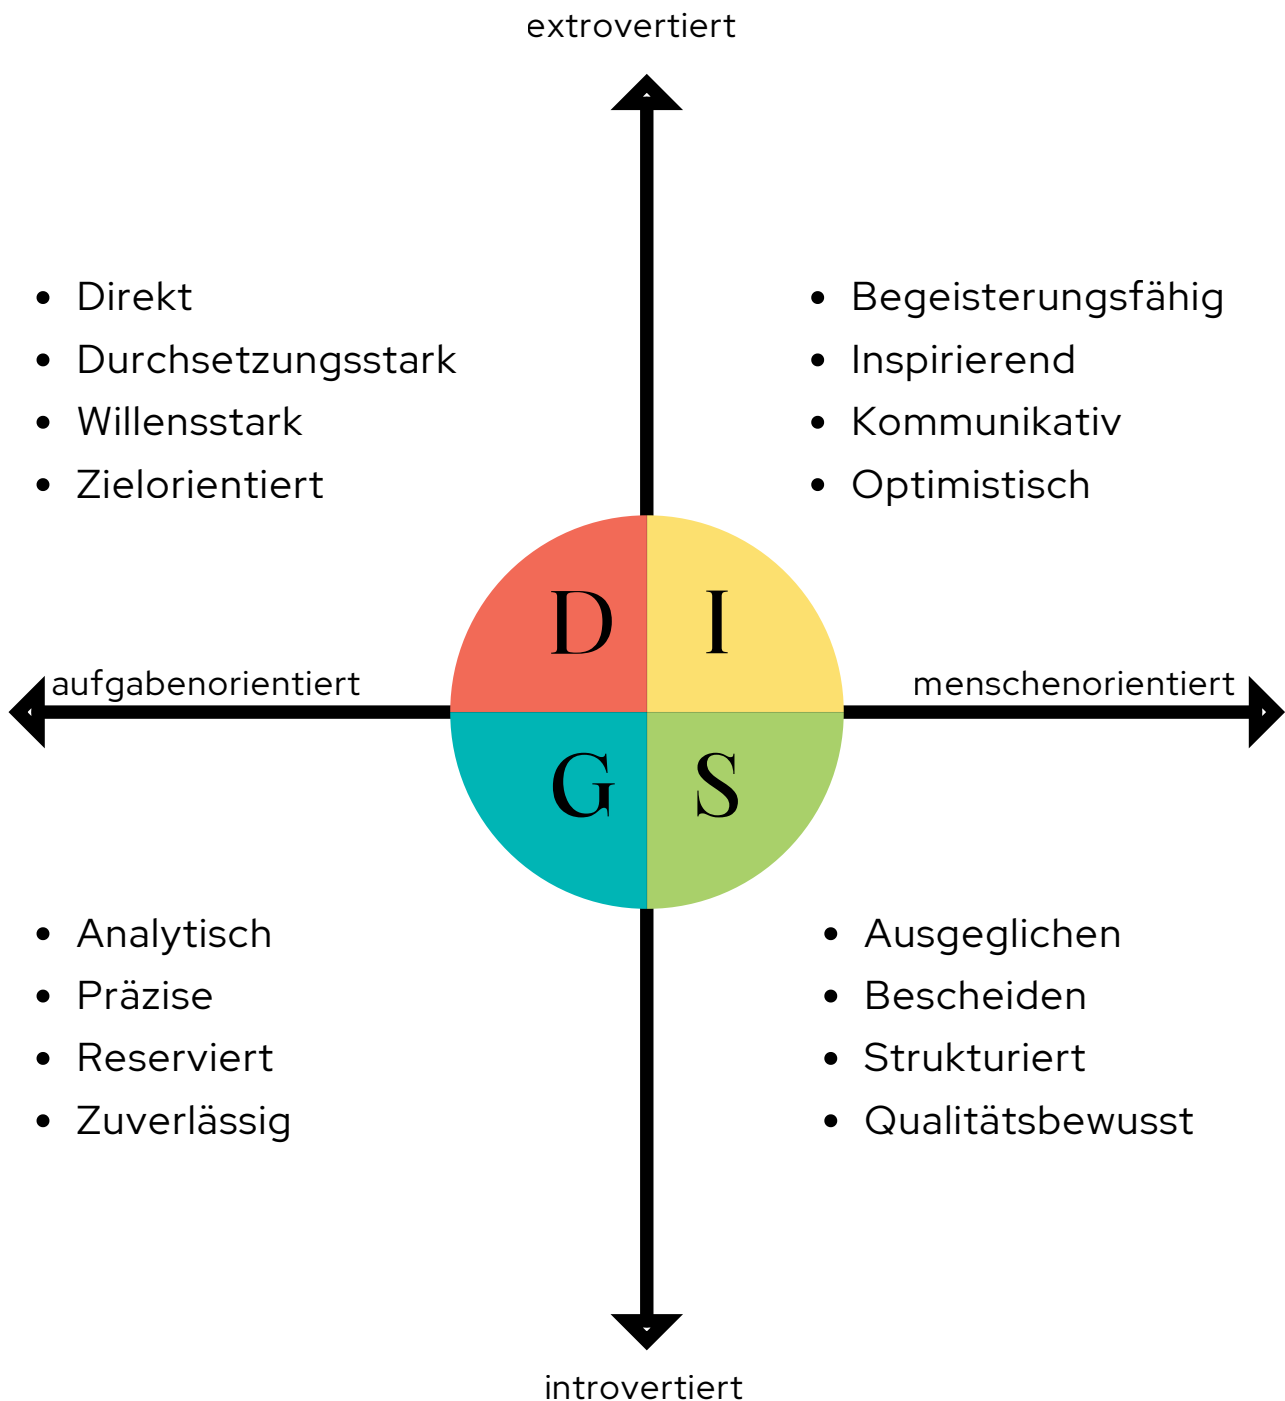 extrovertiert
Direkt
Durchsetzungsstark
Willensstark
Zielorientiert
Begeisterungsfähig
Inspirierend
Kommunikativ
Optimistisch
D I
aufgabenorientiert
menschenorientiert
G S
Analytisch
Präzise
Reserviert
Zuverlässig
Ausgeglichen
Bescheiden
Strukturiert
Qualitätsbewusst
introvertiert